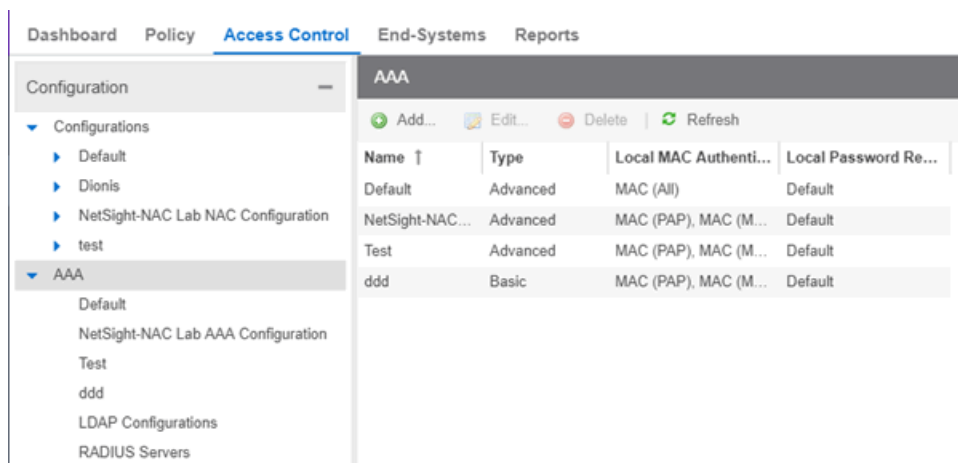 Dashboard Policy Access Control End-Systems Reports
Configuration
Configurations
Default
Dionis
NetSight-NAC Lab NAC Configuration
test
AAA
Default
NetSight-NAC Lab AAA Configuration
Test
ddd
LDAP Configurations
RADIUS Servers
AAA
Add... Edit... Delete Refresh
Name Type Local MAC Authenti... Local Password Re...
Default Advanced MAC (All) Default
NetSight-NAC... Advanced MAC (PAP), MAC (M... Default
Test Advanced MAC (PAP), MAC (M... Default
ddd Basic MAC (PAP), MAC (M... Default